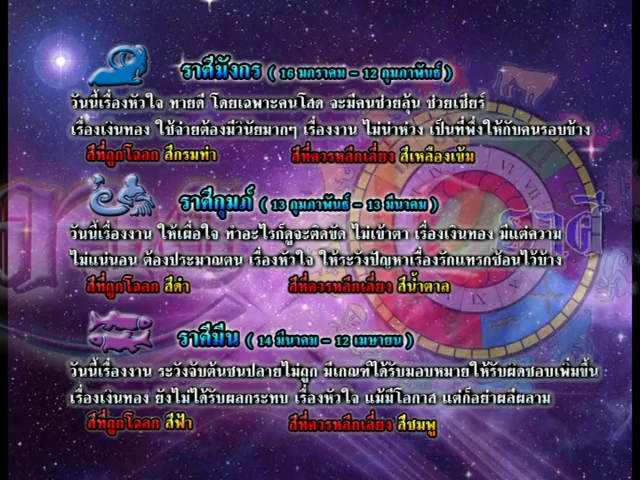 ราศีมังกร ( 16 มกราคม - 12 กุมภาพันธ์ )
วันนี้เรื่องหัวใจ ทายดี โดยเฉพาะคนโสด จะมีคนช่วยลุ้น ช่วยเชียร์
เรื่องเงินทอง ใช้จ่ายต้องมีวินัยมากๆ เรื่องงาน ไม่น่าห่วง เป็นที่พึ่งให้กับคนรอบข้าง
สีที่ถูกโฉลก สีกรมท่า สีที่ควรหลีกเลี่ยง สีเหลืองเข้ม
ราศีกุมภ์ ( 13 กุมภาพันธ์ - 13 มีนาคม )
วันนี้เรื่องงาน ให้เผื่อใจ ทำอะไรก็ดูจะติดขัด ไม่เข้าตา เรื่องเงินทอง มีแต่ความ
ไม่แน่นอน ต้องประมาณตน เรื่องหัวใจ ให้ระวังปัญหาเรื่องรักแทรกซ้อนไว้บ้าง
สีที่ถูกโฉลก สีดำ สีที่ควรหลีกเลี่ยง สีน้ำตาล
ราศีมีน ( 14 มีนาคม - 12 เมษายน )
วันนี้เรื่องงาน ระวังจับต้นชนปลายไม่ถูก มีเกณฑ์ได้รับมอบหมายให้รับผิดชอบเพิ่มขึ้น
เรื่องเงินทอง ยังไม่ได้รับผลกระทบ เรื่องหัวใจ แม้มีโอกาส แต่ก็อย่าผลีผลาม
สีที่ถูกโฉลก สีฟ้า สีที่ควรหลีกเลี่ยง สีชมพู